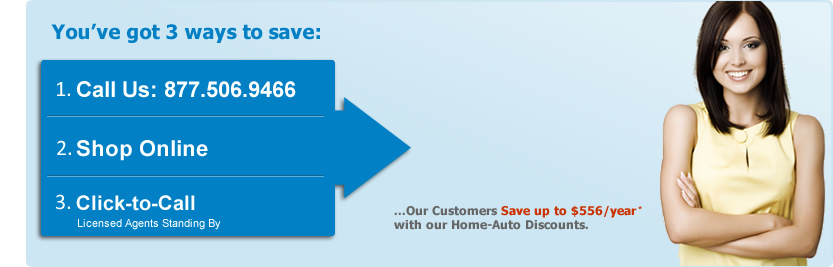 You've got 3 ways to save:
1. Call Us: 877.506.9466
2. Shop Online
3. Click-to-Call
Licensed Agents Standing By
...Our Customers Save up to $556/year*
with our Home-Auto Discounts.